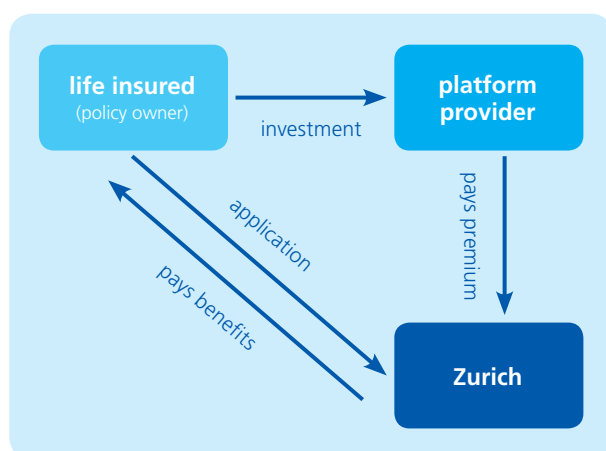 life insured
(policy owner)
platform
provider
investment
pays premium
application
pays benefits
Zurich